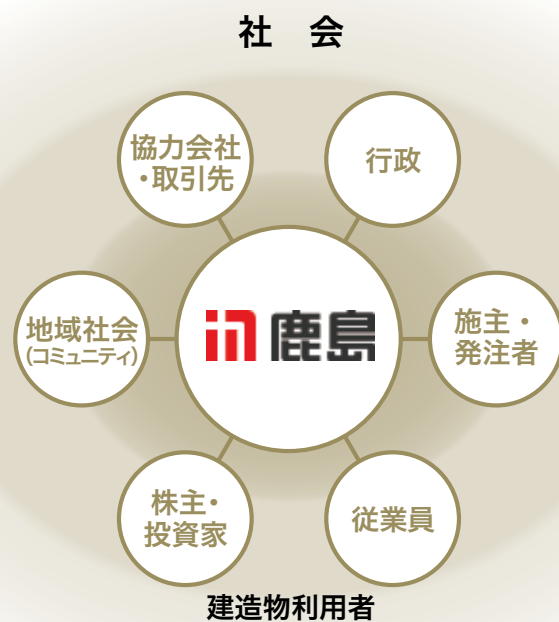 社 会
協力会社
・取引先
行政
鹿島
地域社会
(コミュニティ)
施主・
発注者
株主・
投資家
従業員
建造物利用者